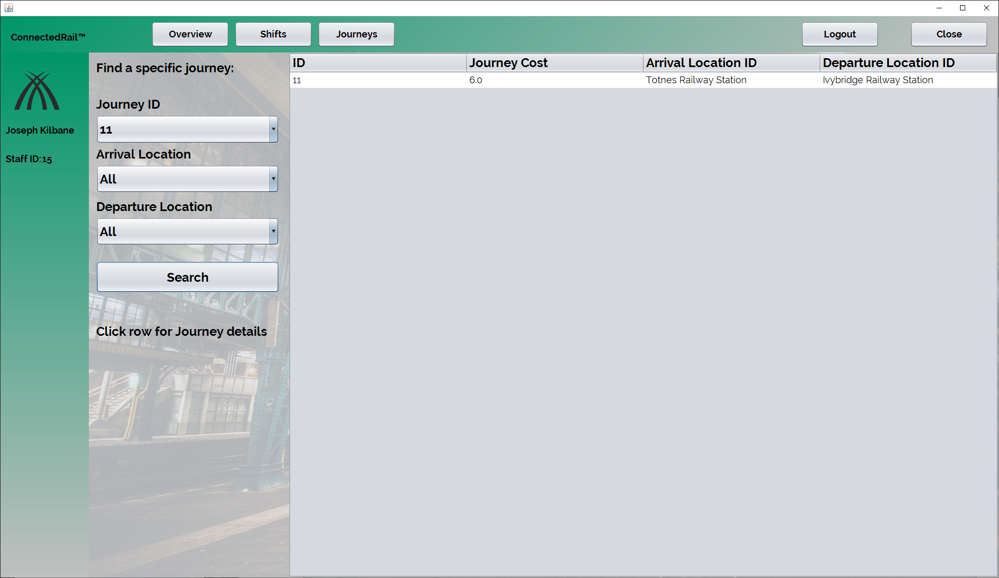 ConnectedRail™
Overview
Shifts
Journeys
Logout
Close
Joseph Kilbane
Staff ID: 15
Find a specific journey:
Journey ID
11
Arrival Location
All
Departure Location
All
Search
Click row for Journey details
ID Journey Cost Arrival Location ID Departure Location ID
11 6.0 Totnes Railway Station Ivybridge Railway Station